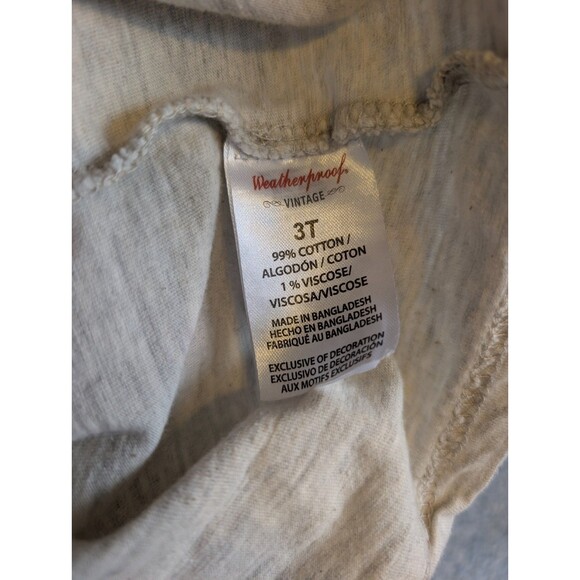 Weatherproof
VINTAGE
3T
99% COTTON /
ALGODÓN / COTON
1 % VISCOSE/
VISCOSA/VISCOSE
MADE IN BANGLADESH
HECHO EN BANGLADESH
FABRIQUÉ AU BANGLADESH
EXCLUSIVE OF DECORATION
EXCLUSIVO DE DECORACIÓN
AUX MOTIFS EXCLUSIFS